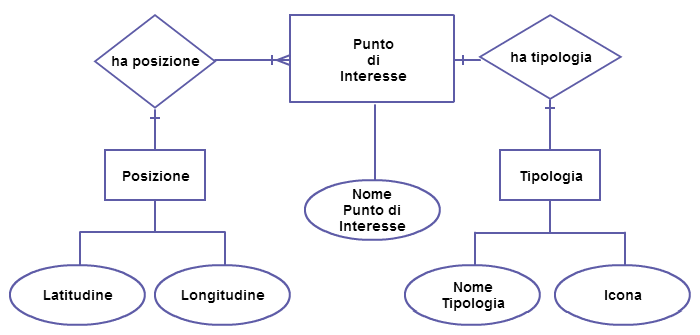 ha posizione
Punto
di
Interesse
ha tipologia
Posizione
Nome
Punto di
Interesse
Tipologia
Latitudine
Longitudine
Nome
Tipologia
Icona